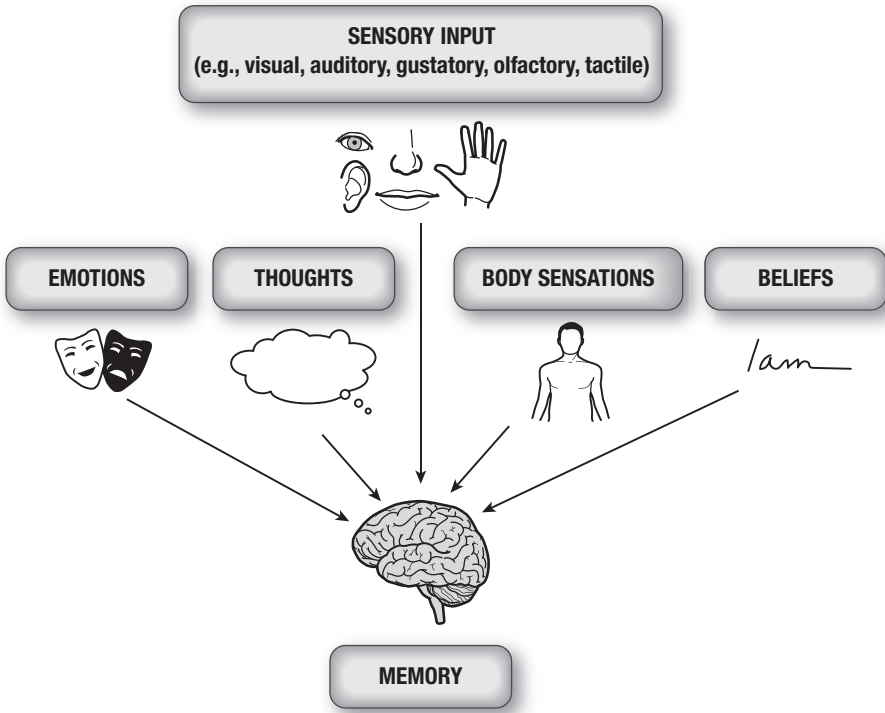 SENSORY INPUT
(e.g., visual, auditory, gustatory, olfactory, tactile)
EMOTIONS
THOUGHTS
BODY SENSATIONS
BELIEFS
I am
MEMORY